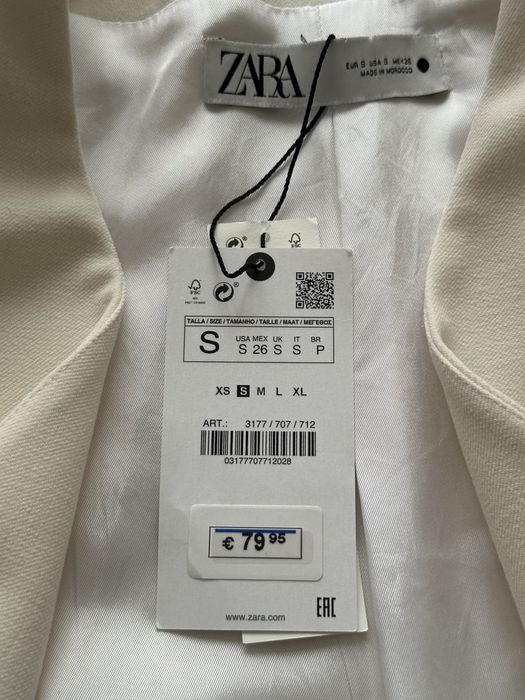 ZARA
EUR S USA S MEX 26
MADE IN MOROCCO
FSC
TALLA / SIZE / TAMANHO / TAILLE / MAAT / ΜΕΓΕΘΟΣ
S
USA MEX UK IT BR
S 26 S S P
XS S M L XL
ART.: 3177 / 707 / 712
03177707712028
€ 79 95
www.zara.com
EAC